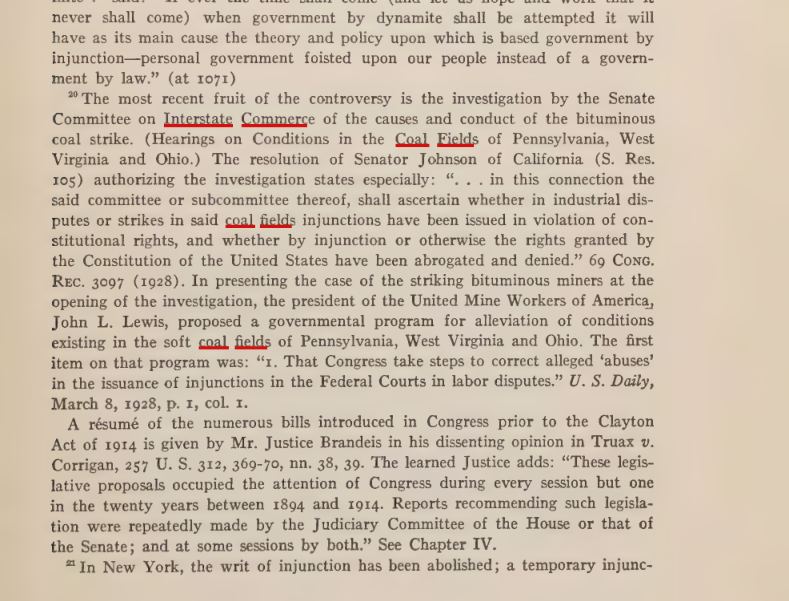 never shall come) when government by dynamite shall be attempted it will
have as its main cause the theory and policy upon which is based government by
injunction—personal government foisted upon our people instead of a govern-
ment by law.” (at 1071)
20 The most recent fruit of the controversy is the investigation by the Senate
Committee on Interstate Commerce of the causes and conduct of the bituminous
coal strike. (Hearings on Conditions in the Coal Fields of Pennsylvania, West
Virginia and Ohio.) The resolution of Senator Johnson of California (S. Res.
105) authorizing the investigation states especially: “. . . in this connection the
said committee or subcommittee thereof, shall ascertain whether in industrial dis-
putes or strikes in said coal fields injunctions have been issued in violation of con-
stitutional rights, and whether by injunction or otherwise the rights granted by
the Constitution of the United States have been abrogated and denied.” 69 CONG.
REC. 3097 (1928). In presenting the case of the striking bituminous miners at the
opening of the investigation, the president of the United Mine Workers of America,
John L. Lewis, proposed a governmental program for alleviation of conditions
existing in the soft coal fields of Pennsylvania, West Virginia and Ohio. The first
item on that program was: “1. That Congress take steps to correct alleged ‘abuses’
in the issuance of injunctions in the Federal Courts in labor disputes.” U. S. Daily,
March 8, 1928, p. 1, col. 1.
A résumé of the numerous bills introduced in Congress prior to the Clayton
Act of 1914 is given by Mr. Justice Brandeis in his dissenting opinion in Truax v.
Corrigan, 257 U. S. 312, 369-70, nn. 38, 39. The learned Justice adds: “These legis-
lative proposals occupied the attention of Congress during every session but one
in the twenty years between 1894 and 1914. Reports recommending such legisla-
tion were repeatedly made by the Judiciary Committee of the House or that of
the Senate; and at some sessions by both.” See Chapter IV.
21 In New York, the writ of injunction has been abolished; a temporary injunc-